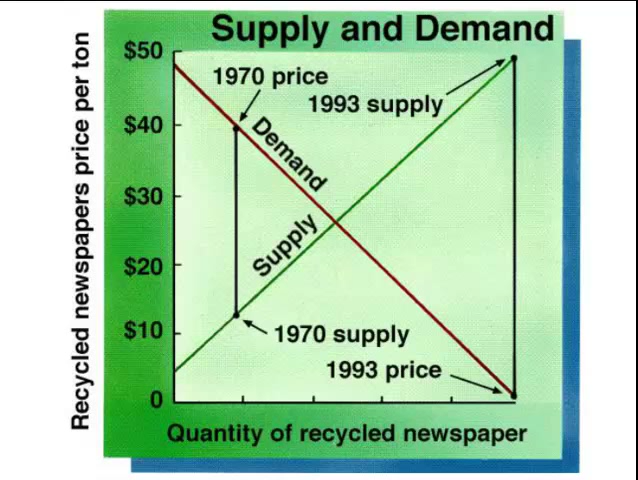 Supply and Demand
Recycled newspapers price per ton
$50
$40
$30
$20
$10
0
1970 price
1993 supply
Demand
Supply
1970 supply
1993 price
Quantity of recycled newspaper